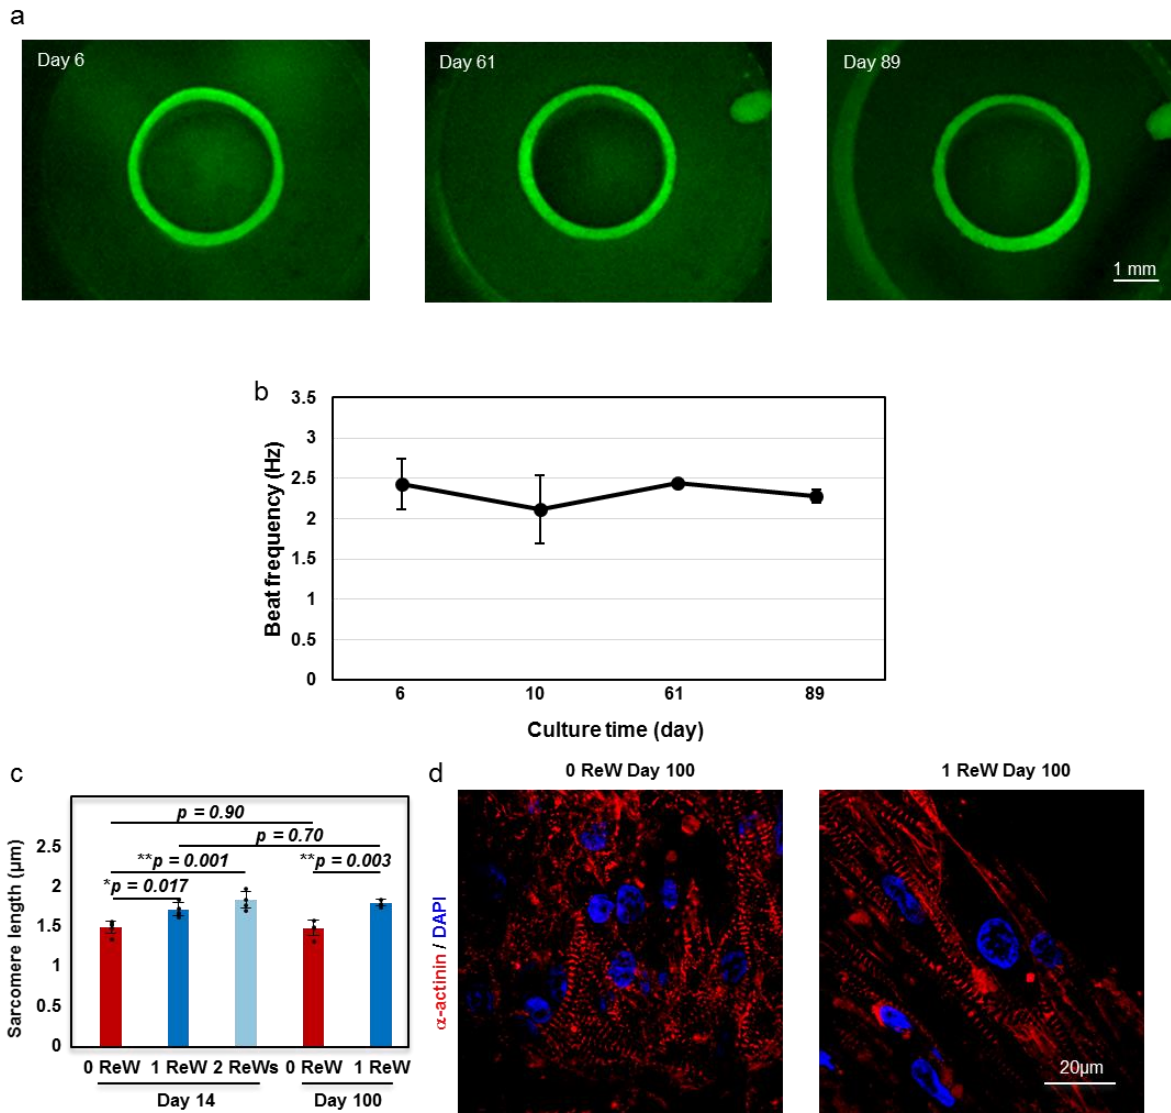 a
Day 6
Day 61
Day 89
1 mm
b
3.5
3
2.5
2
1.5
1
0.5
0
Beat frequency (Hz)
6 10 61 89
Culture time (day)
c
Sarcomere length (µm)
2.5
2
1.5
1
0.5
0
p = 0.90
p = 0.70
**p = 0.001
**p = 0.003
*p = 0.017
0 ReW 1 ReW 2 ReWs 0 ReW 1 ReW
Day 14 Day 100
d
0 ReW Day 100
1 ReW Day 100
α-actinin / DAPI
20µm